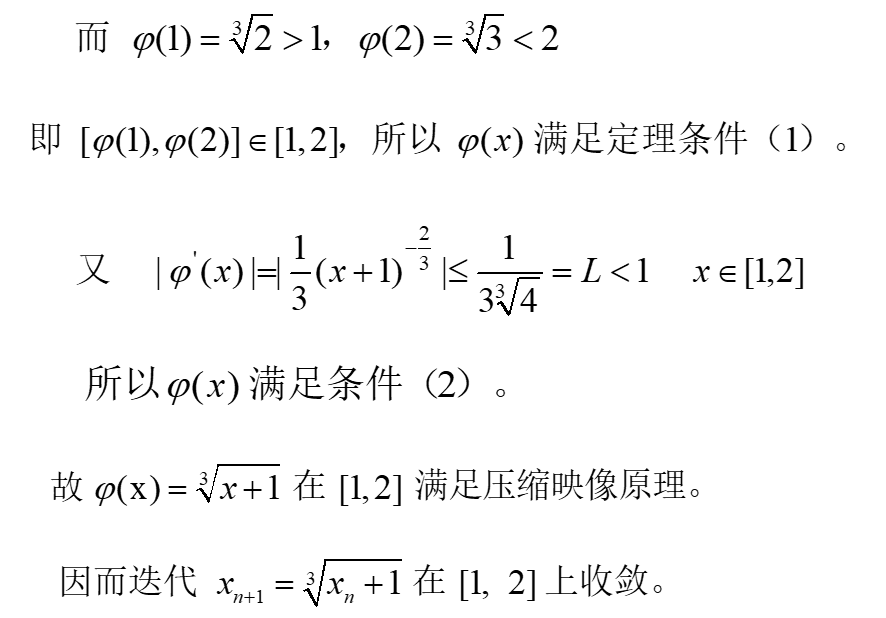 而 φ(1) = ∛2 > 1, φ(2) = ∛3 < 2
即 [φ(1), φ(2)] ∈ [1, 2], 所以 φ(x) 满足定理条件（1）。
又 | φ'(x) |=| 1/3 (x+1)^(-2/3) |≤ 1/(3∛4) = L < 1 x ∈ [1,2]
所以 φ(x) 满足条件（2）。
故 φ(x) = ∛(x+1) 在 [1, 2] 满足压缩映像原理。
因而迭代 x_{n+1} = ∛(x_n + 1) 在 [1, 2] 上收敛。